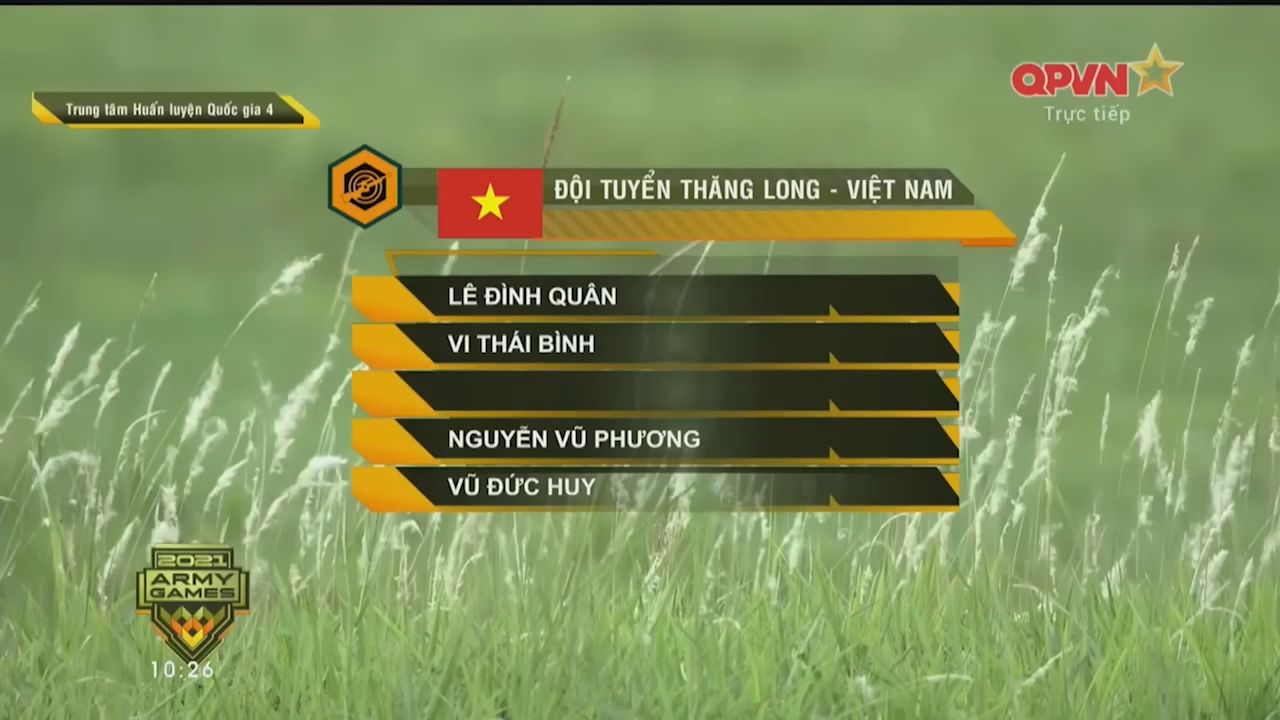 QPVN
Trực tiếp
Trung tâm Huấn luyện Quốc gia 4
ĐỘI TUYỂN THĂNG LONG - VIỆT NAM
LÊ ĐÌNH QUÂN
VI THÁI BÌNH
NGUYỄN VŨ PHƯƠNG
VŨ ĐỨC HUY
2021
ARMY
GAMES
10:26